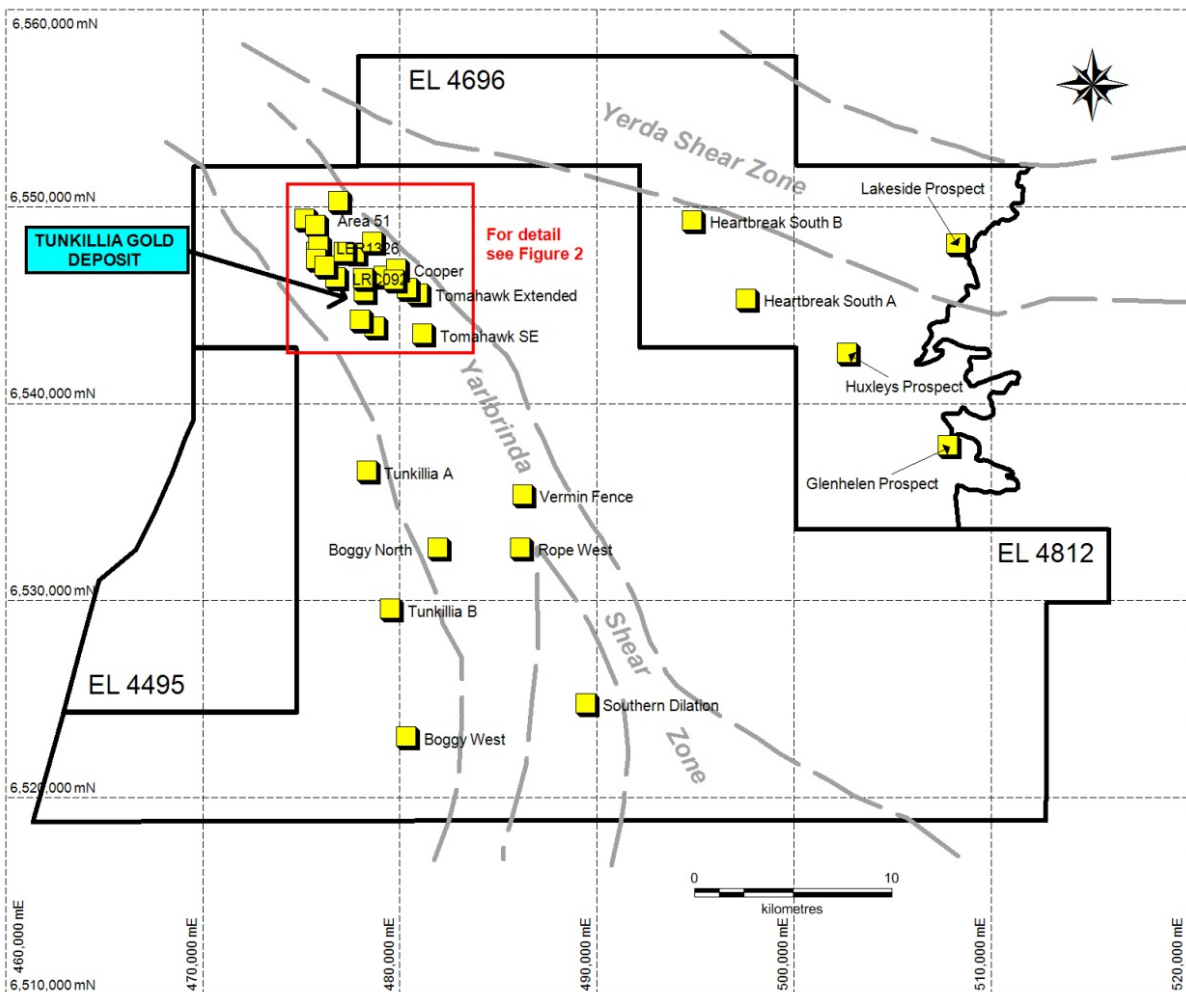 6,560,000 mN
EL 4696
Yerda Shear Zone
6,550,000 mN
Lakeside Prospect
Area 51
Heartbreak South B
TUNKILLIA GOLD
DEPOSIT
For detail
see Figure 2
LER1326
Cooper
LRC092
Tomahawk Extended
Heartbreak South A
Tomahawk SE
Huxleys Prospect
6,540,000 mN
Yarlbrinda
Shear
Zone
Tunkillia A
Glenhelen Prospect
Vermin Fence
Boggy North
Rope West
EL 4812
6,530,000 mN
Tunkillia B
EL 4495
Southern Dilation
Boggy West
6,520,000 mN
0 10
kilometres
460,000 mE
470,000 mE
480,000 mE
490,000 mE
500,000 mE
510,000 mE
520,000 mE
6,510,000 mN